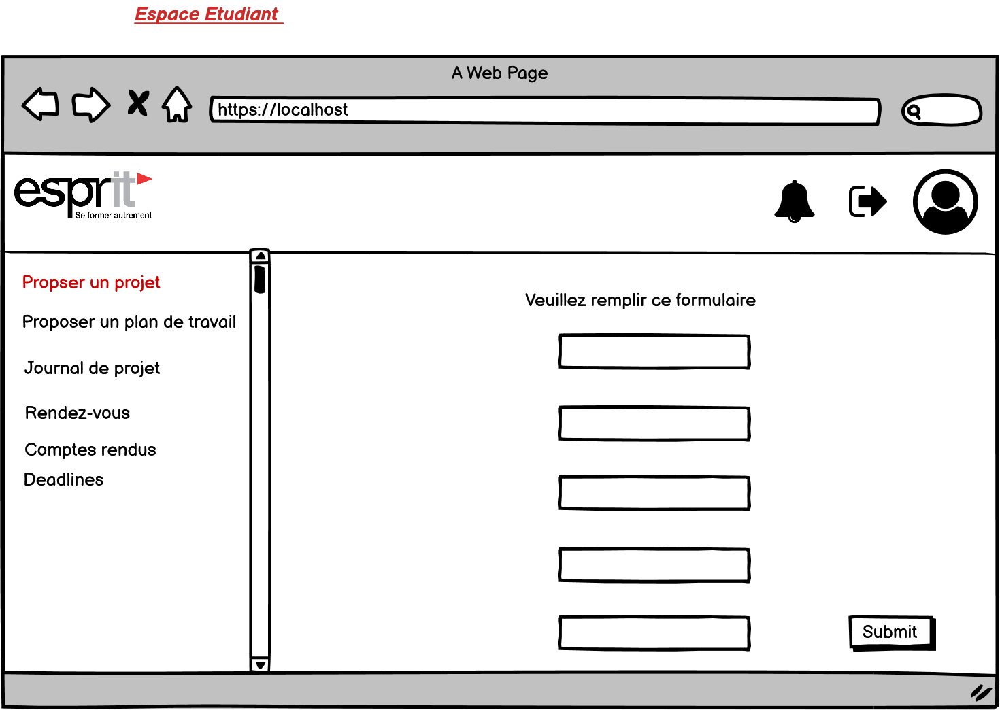 Espace Etudiant
A Web Page
https://localhost
esprit
Se former autrement
Propser un projet
Proposer un plan de travail
Journal de projet
Rendez-vous
Comptes rendus
Deadlines
Veuillez remplir ce formulaire
Submit